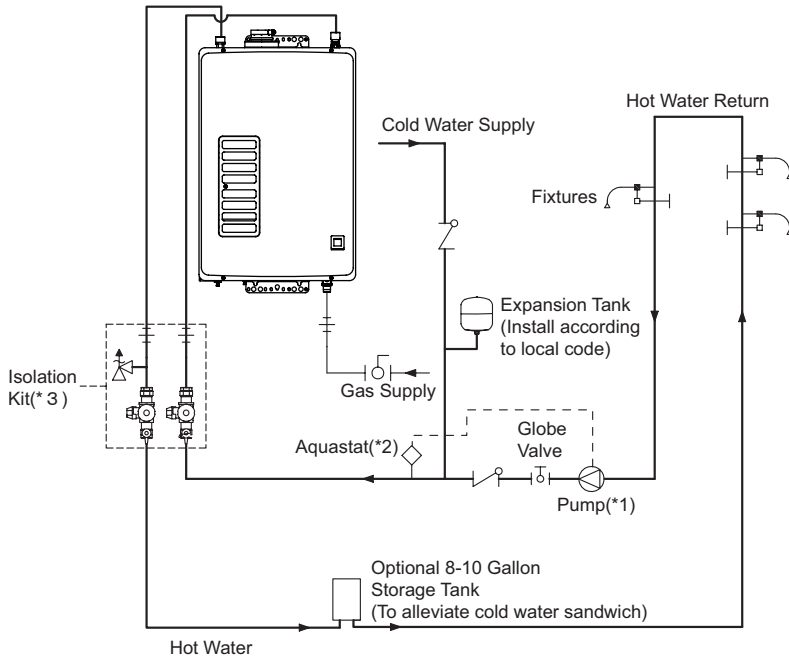 Hot Water Return
Cold Water Supply
Fixtures
Expansion Tank
(Install according
to local code)
Isolation
Kit(*３)
Gas Supply
Globe
Valve
Aquastat(*2)
Pump(*1)
Optional 8-10 Gallon
Storage Tank
(To alleviate cold water sandwich)
Hot Water